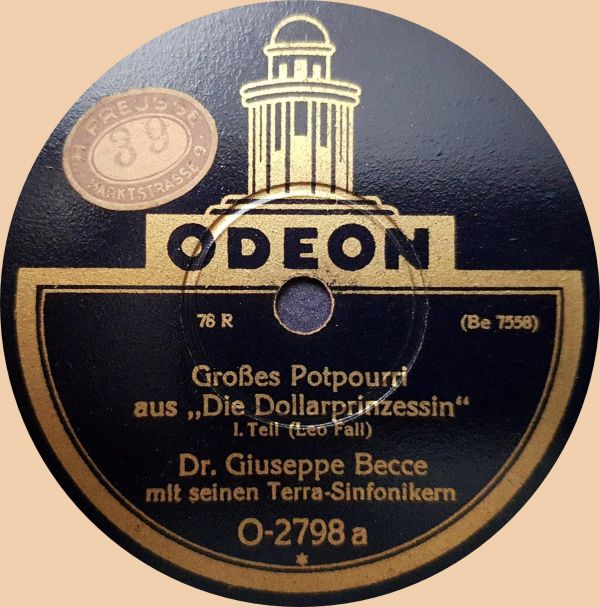 H. PREUSSE
39
MARKTSTRASSE 9
ODEON
78 R
(Be 7558)
Großes Potpourri
aus „Die Dollarprinzessin“
I. Teil (Leo Fall)
Dr. Giuseppe Becce
mit seinen Terra-Sinfonikern
O-2798 a